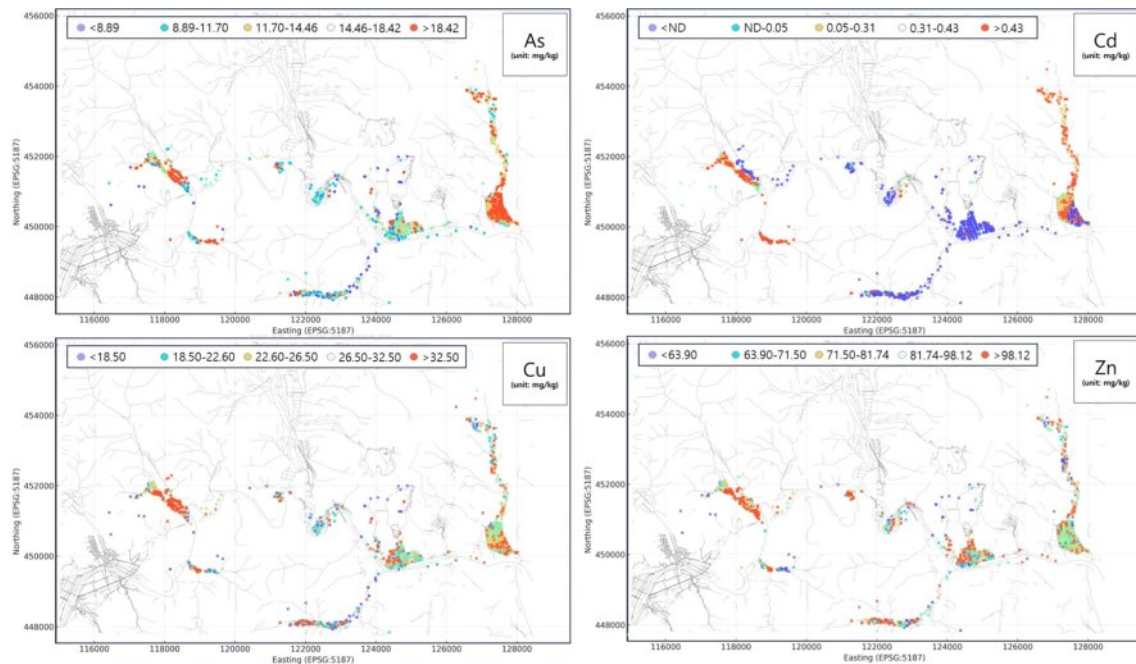 <8.89 8.89-11.70 11.70-14.46 14.46-18.42 >18.42
As
(unit: mg/kg)
456000
454000
452000
450000
448000
Northing (EPSG:5187)
116000 118000 120000 122000 124000 126000 128000
Easting (EPSG:5187)
<ND ND-0.05 0.05-0.31 0.31-0.43 >0.43
Cd
(unit: mg/kg)
456000
454000
452000
450000
448000
Northing (EPSG:5187)
116000 118000 120000 122000 124000 126000 128000
Easting (EPSG:5187)
<18.50 18.50-22.60 22.60-26.50 26.50-32.50 >32.50
Cu
(unit: mg/kg)
454000
452000
450000
448000
Northing (EPSG:5187)
116000 118000 120000 122000 124000 126000 128000
Easting (EPSG:5187)
<63.90 63.90-71.50 71.50-81.74 81.74-98.12 >98.12
Zn
(unit: mg/kg)
456000
454000
452000
450000
448000
Northing (EPSG:5187)
116000 118000 120000 122000 124000 126000 128000
Easting (EPSG:5187)